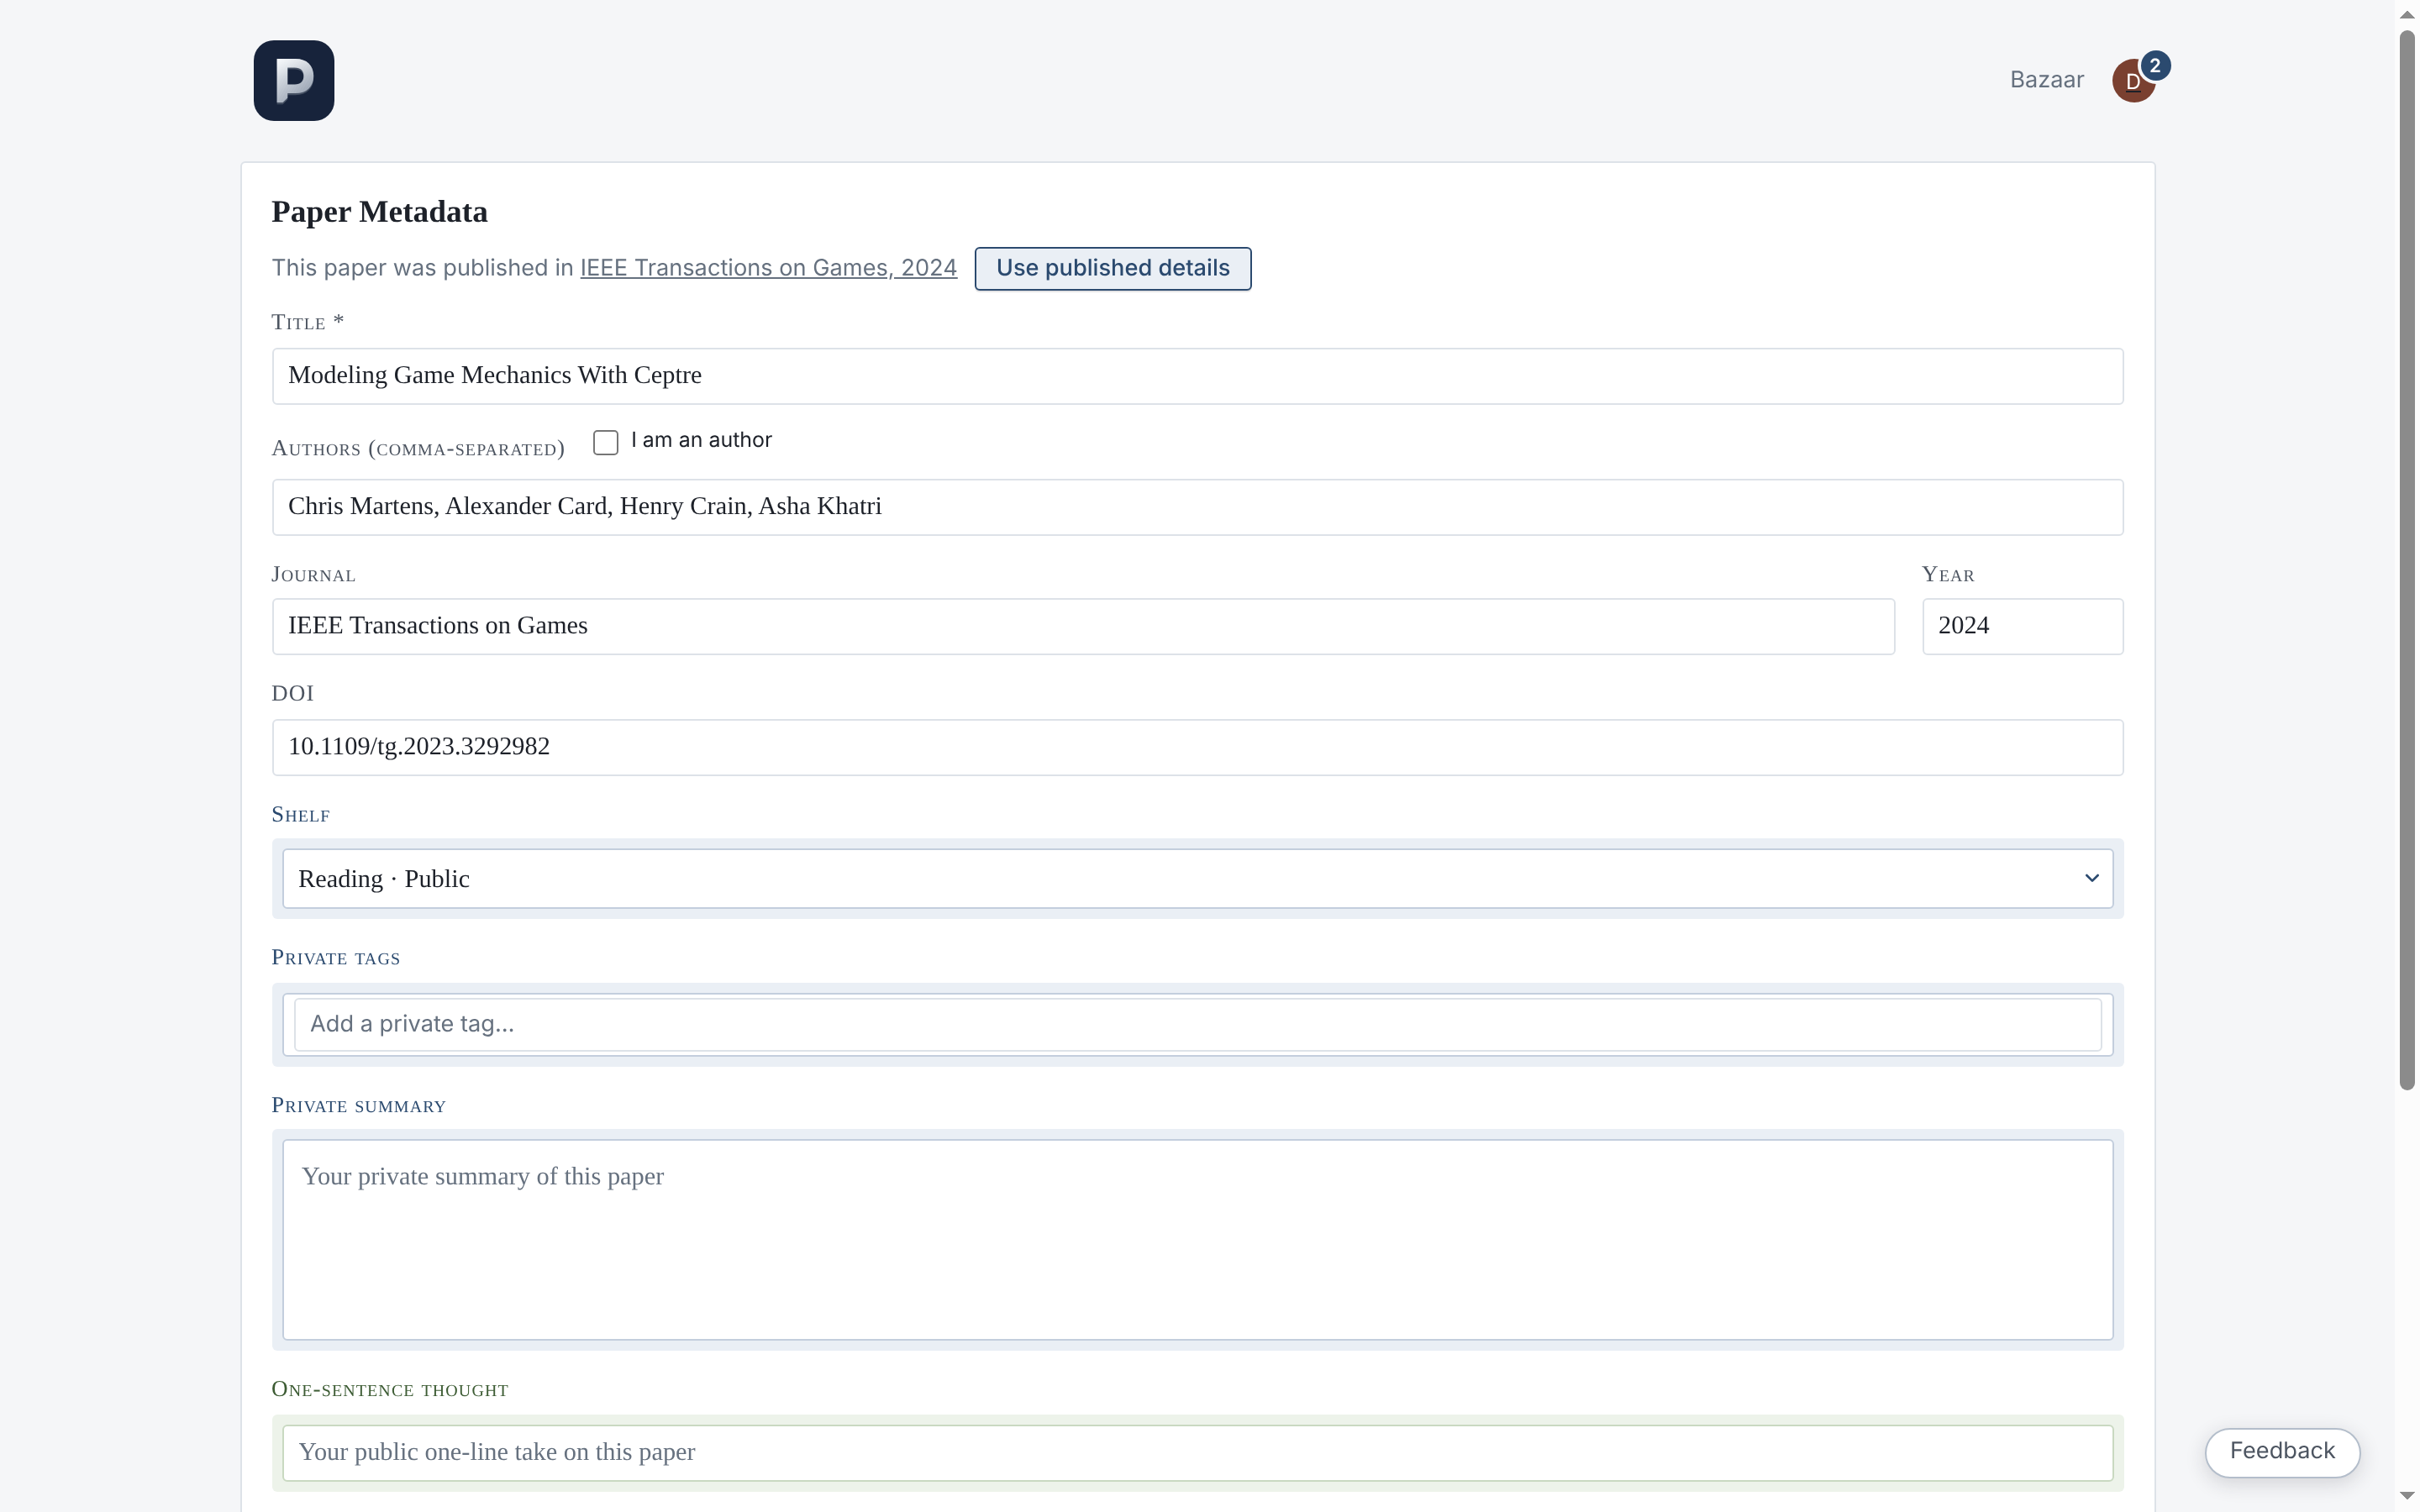 P
Bazaar
D
2
Paper Metadata
This paper was published in IEEE Transactions on Games, 2024
Use published details
Title *
Modeling Game Mechanics With Ceptre
Authors (comma-separated)
I am an author
Chris Martens, Alexander Card, Henry Crain, Asha Khatri
Journal
Year
IEEE Transactions on Games
2024
DOI
10.1109/tg.2023.3292982
Shelf
Reading · Public
Private tags
Add a private tag...
Private summary
Your private summary of this paper
One-sentence thought
Your public one-line take on this paper
Feedback